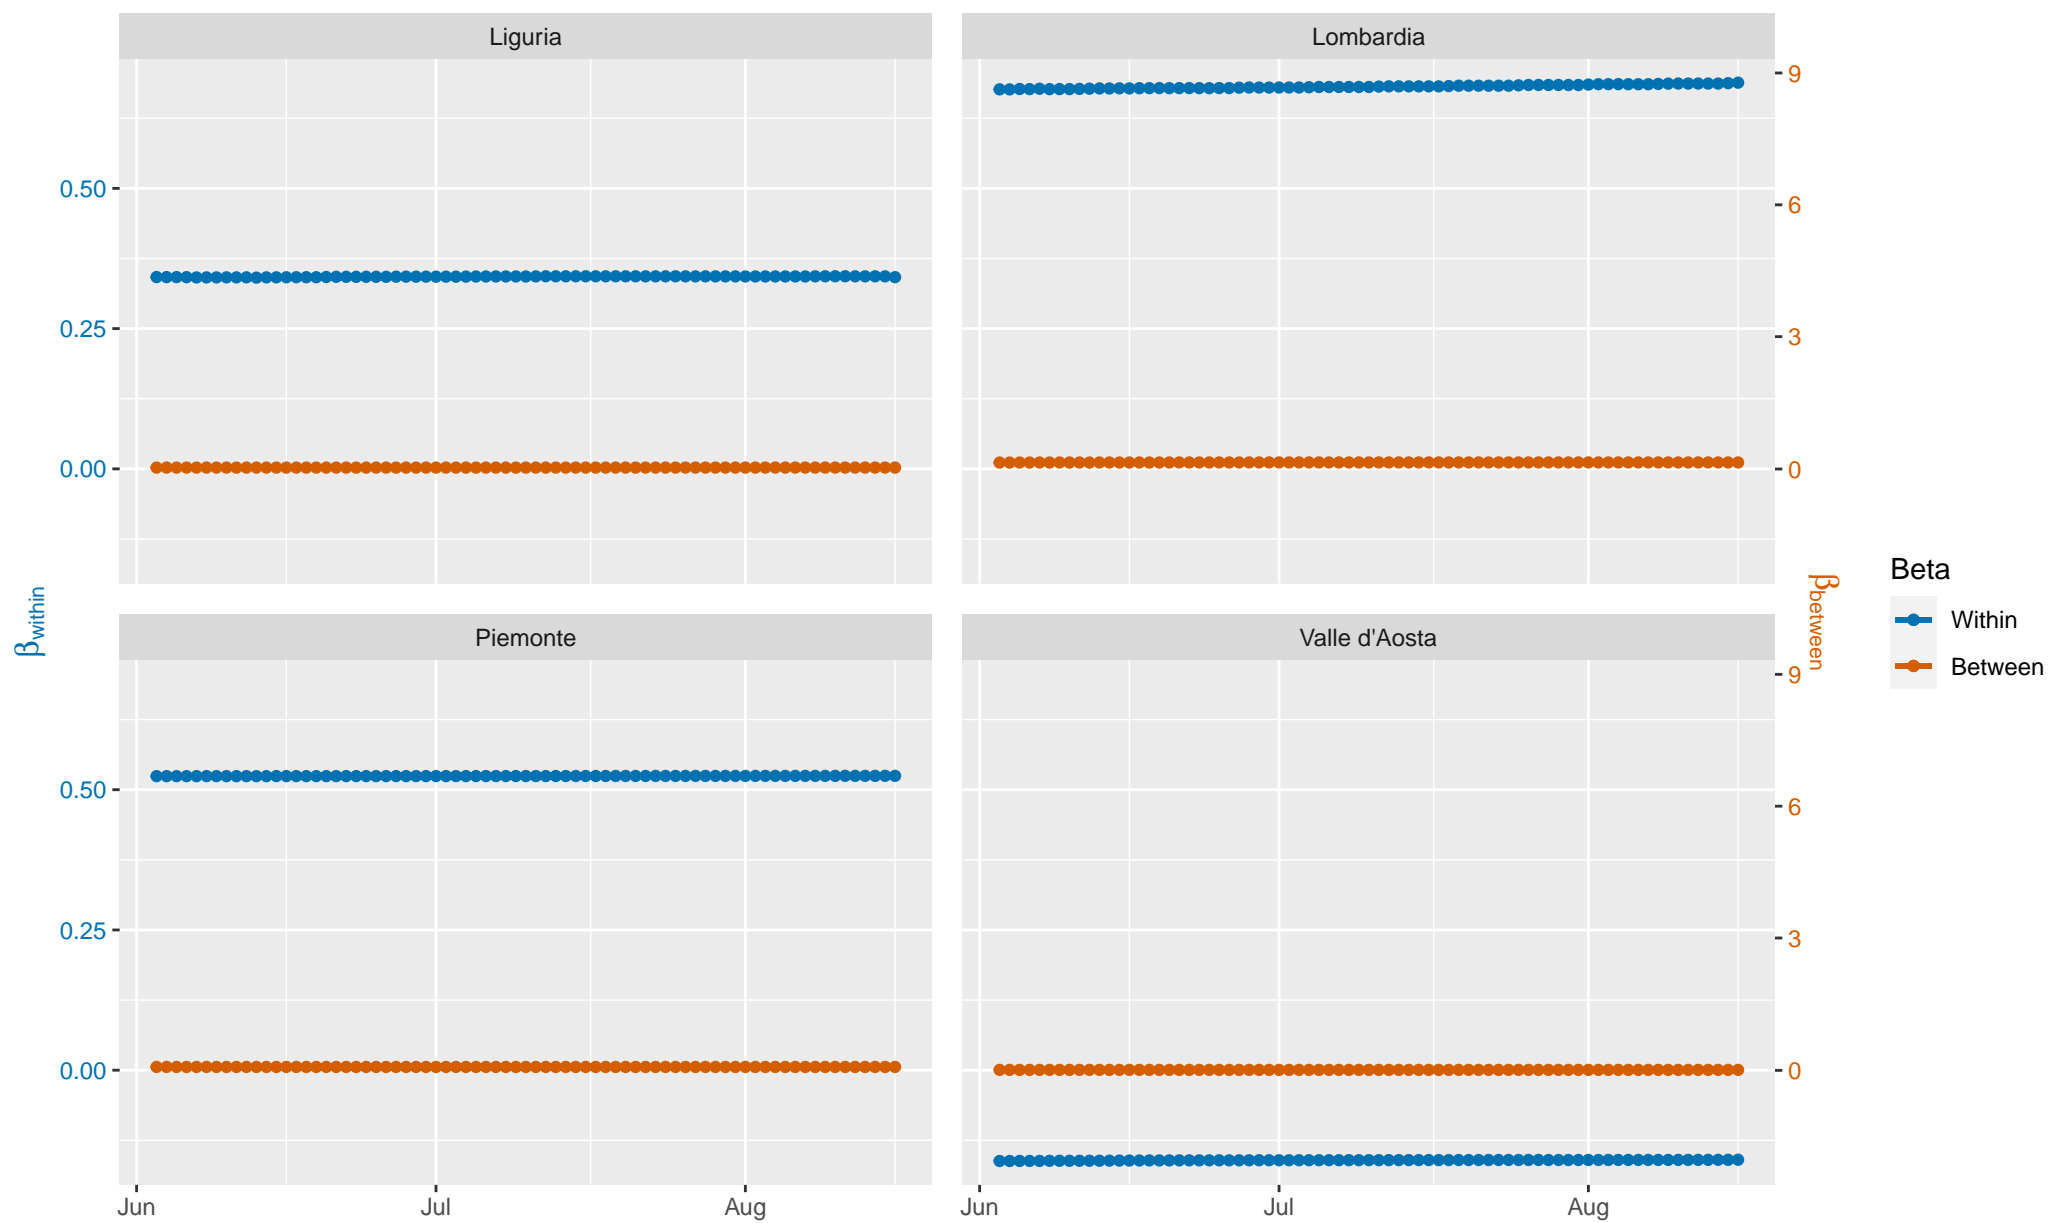 Liguria
Lombardia
0.50
0.25
0.00
9
6
3
0
βwithin
βbetween
Beta
Within
Between
Piemonte
Valle d'Aosta
0.50
0.25
0.00
9
6
3
0
Jun
Jul
Aug
Jun
Jul
Aug